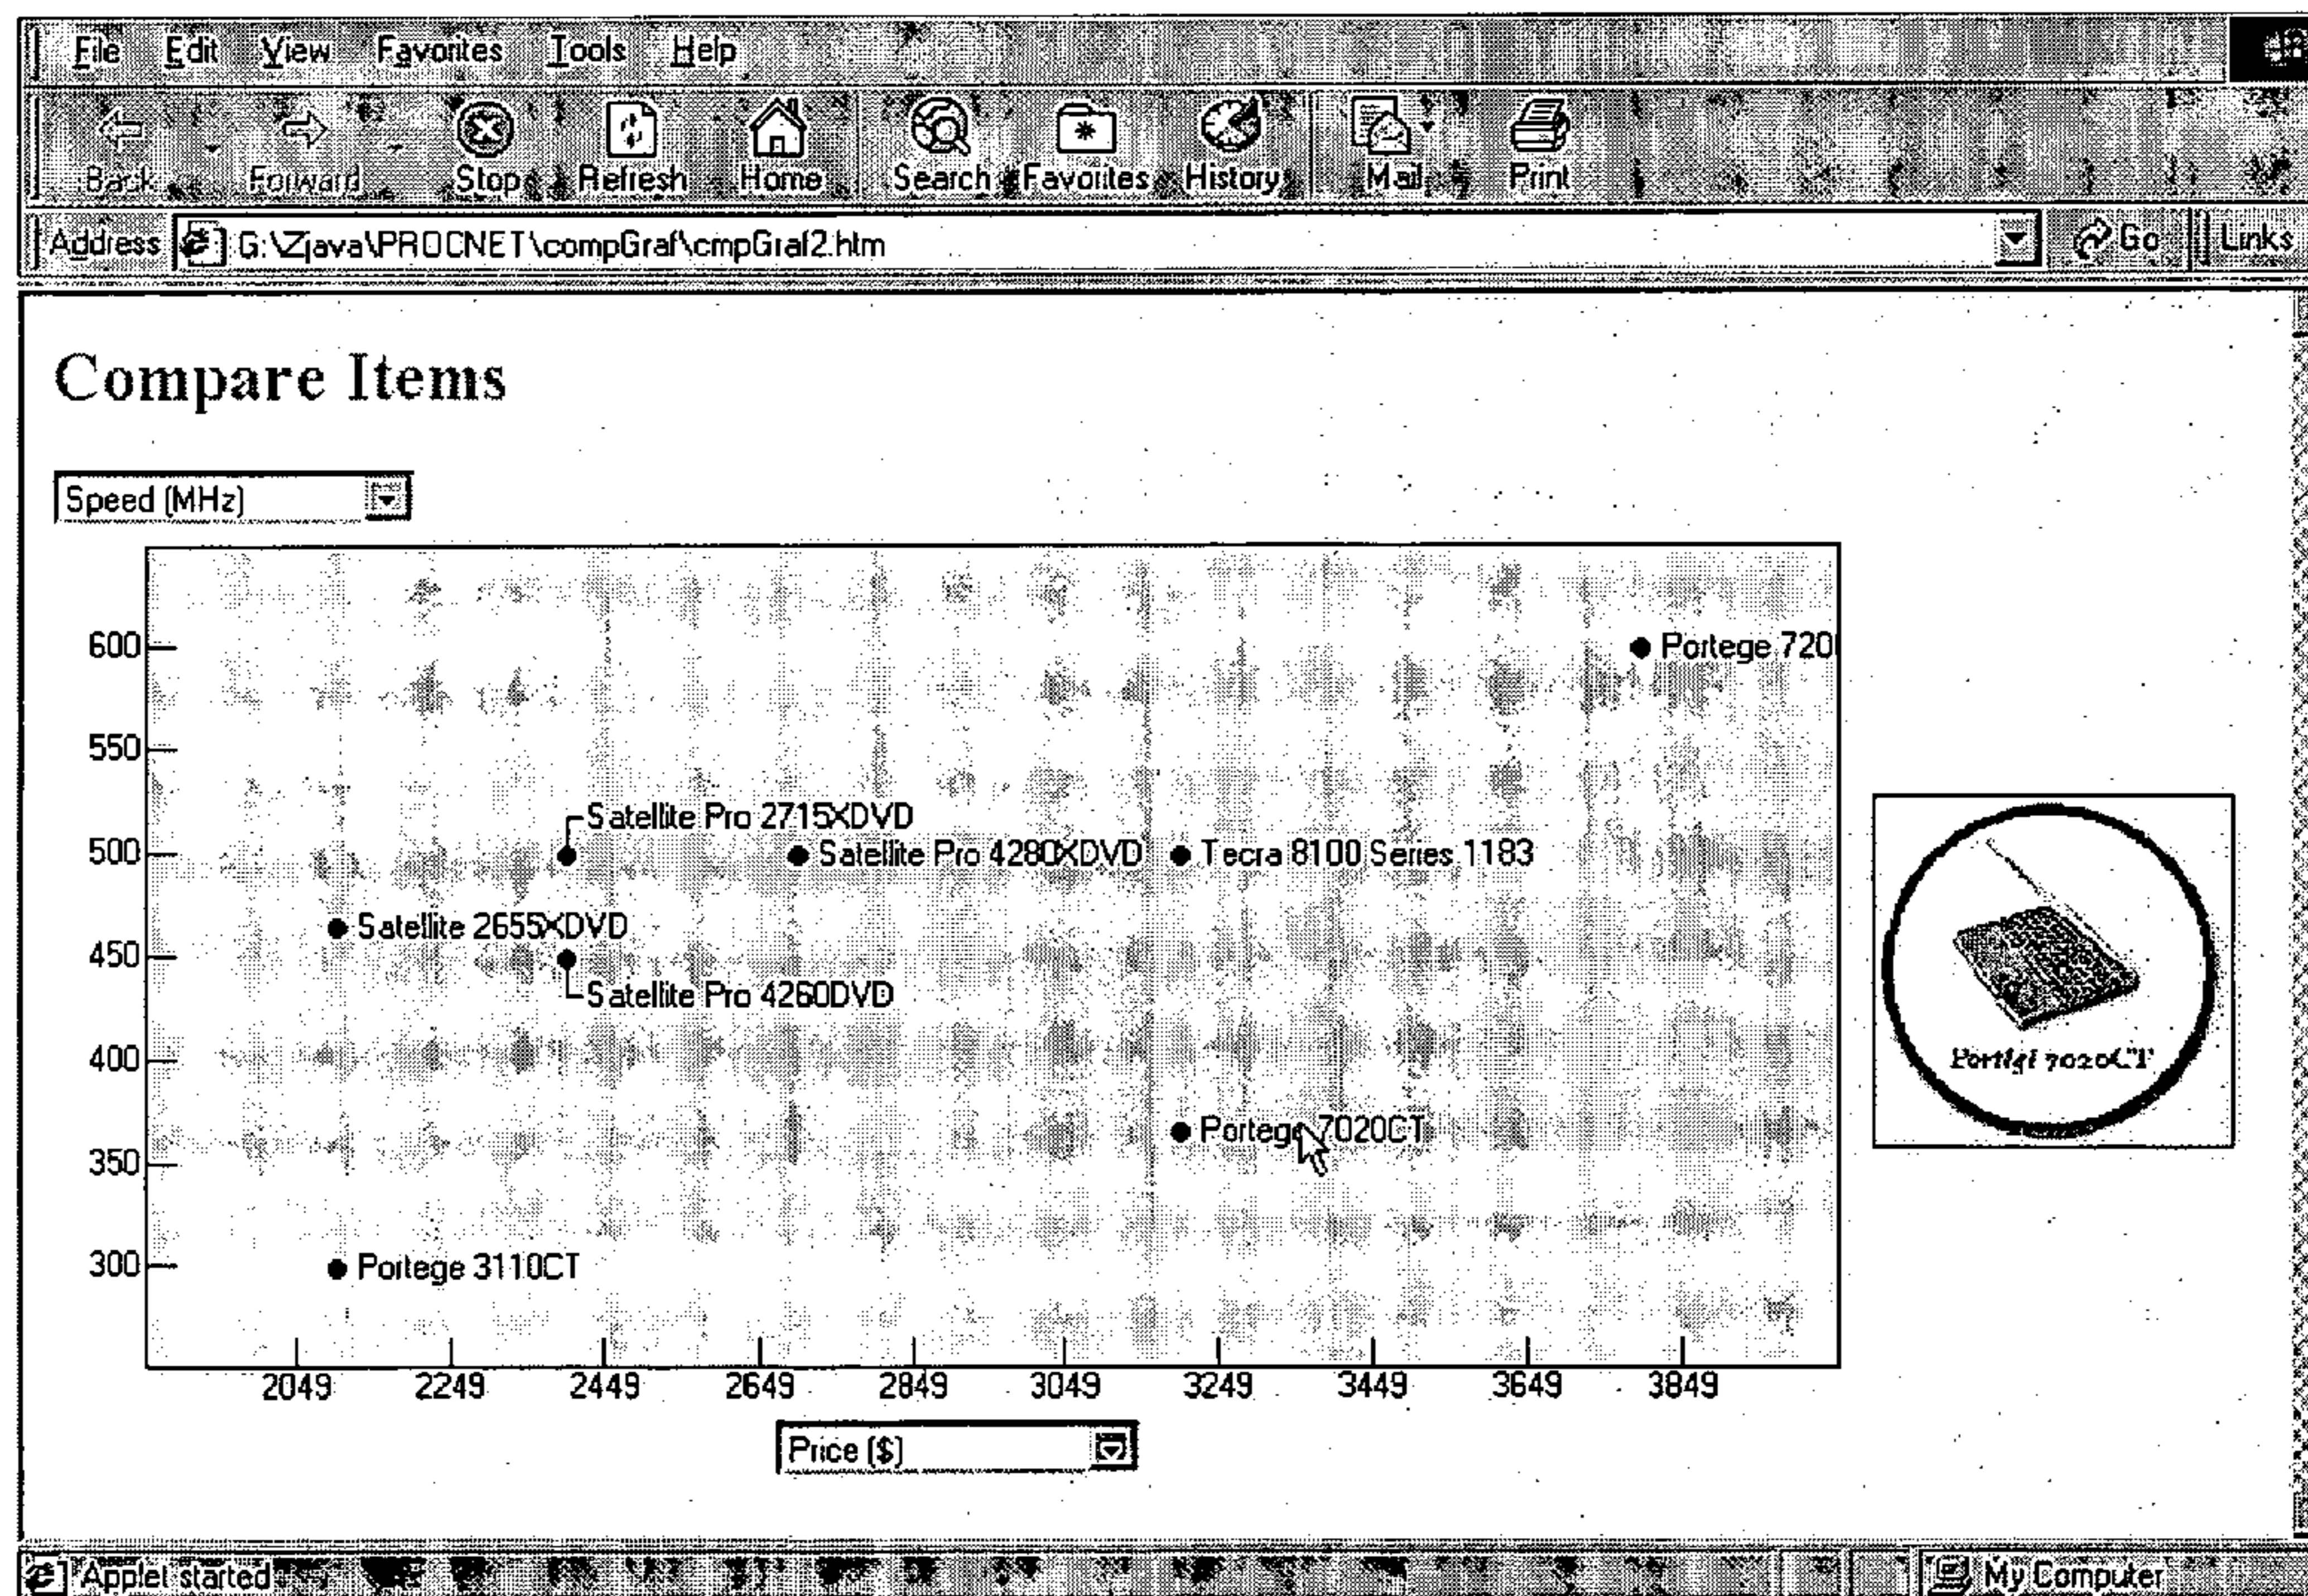 File Edit View Favorites Tools Help
Back Forward Stop Refresh Home Search Favorites History Mail Print
Address G:\Zjava\PROCNET\compGraf\cmpGraf2.htm Go Links
Compare Items
Speed (MHz)
600
Portege 720
550
Satellite Pro 2715XDVD
500
Satellite Pro 4280XDVD
Tecra 8100 Series 1183
Satellite 2655XDVD
450
Satellite Pro 4260DVD
400
7020CT
Portege 7020CT
350
300
Portege 3110CT
2049 2249 2449 2649 2849 3049 3249 3449 3649 3849
Price ($)
Applet started
My Computer